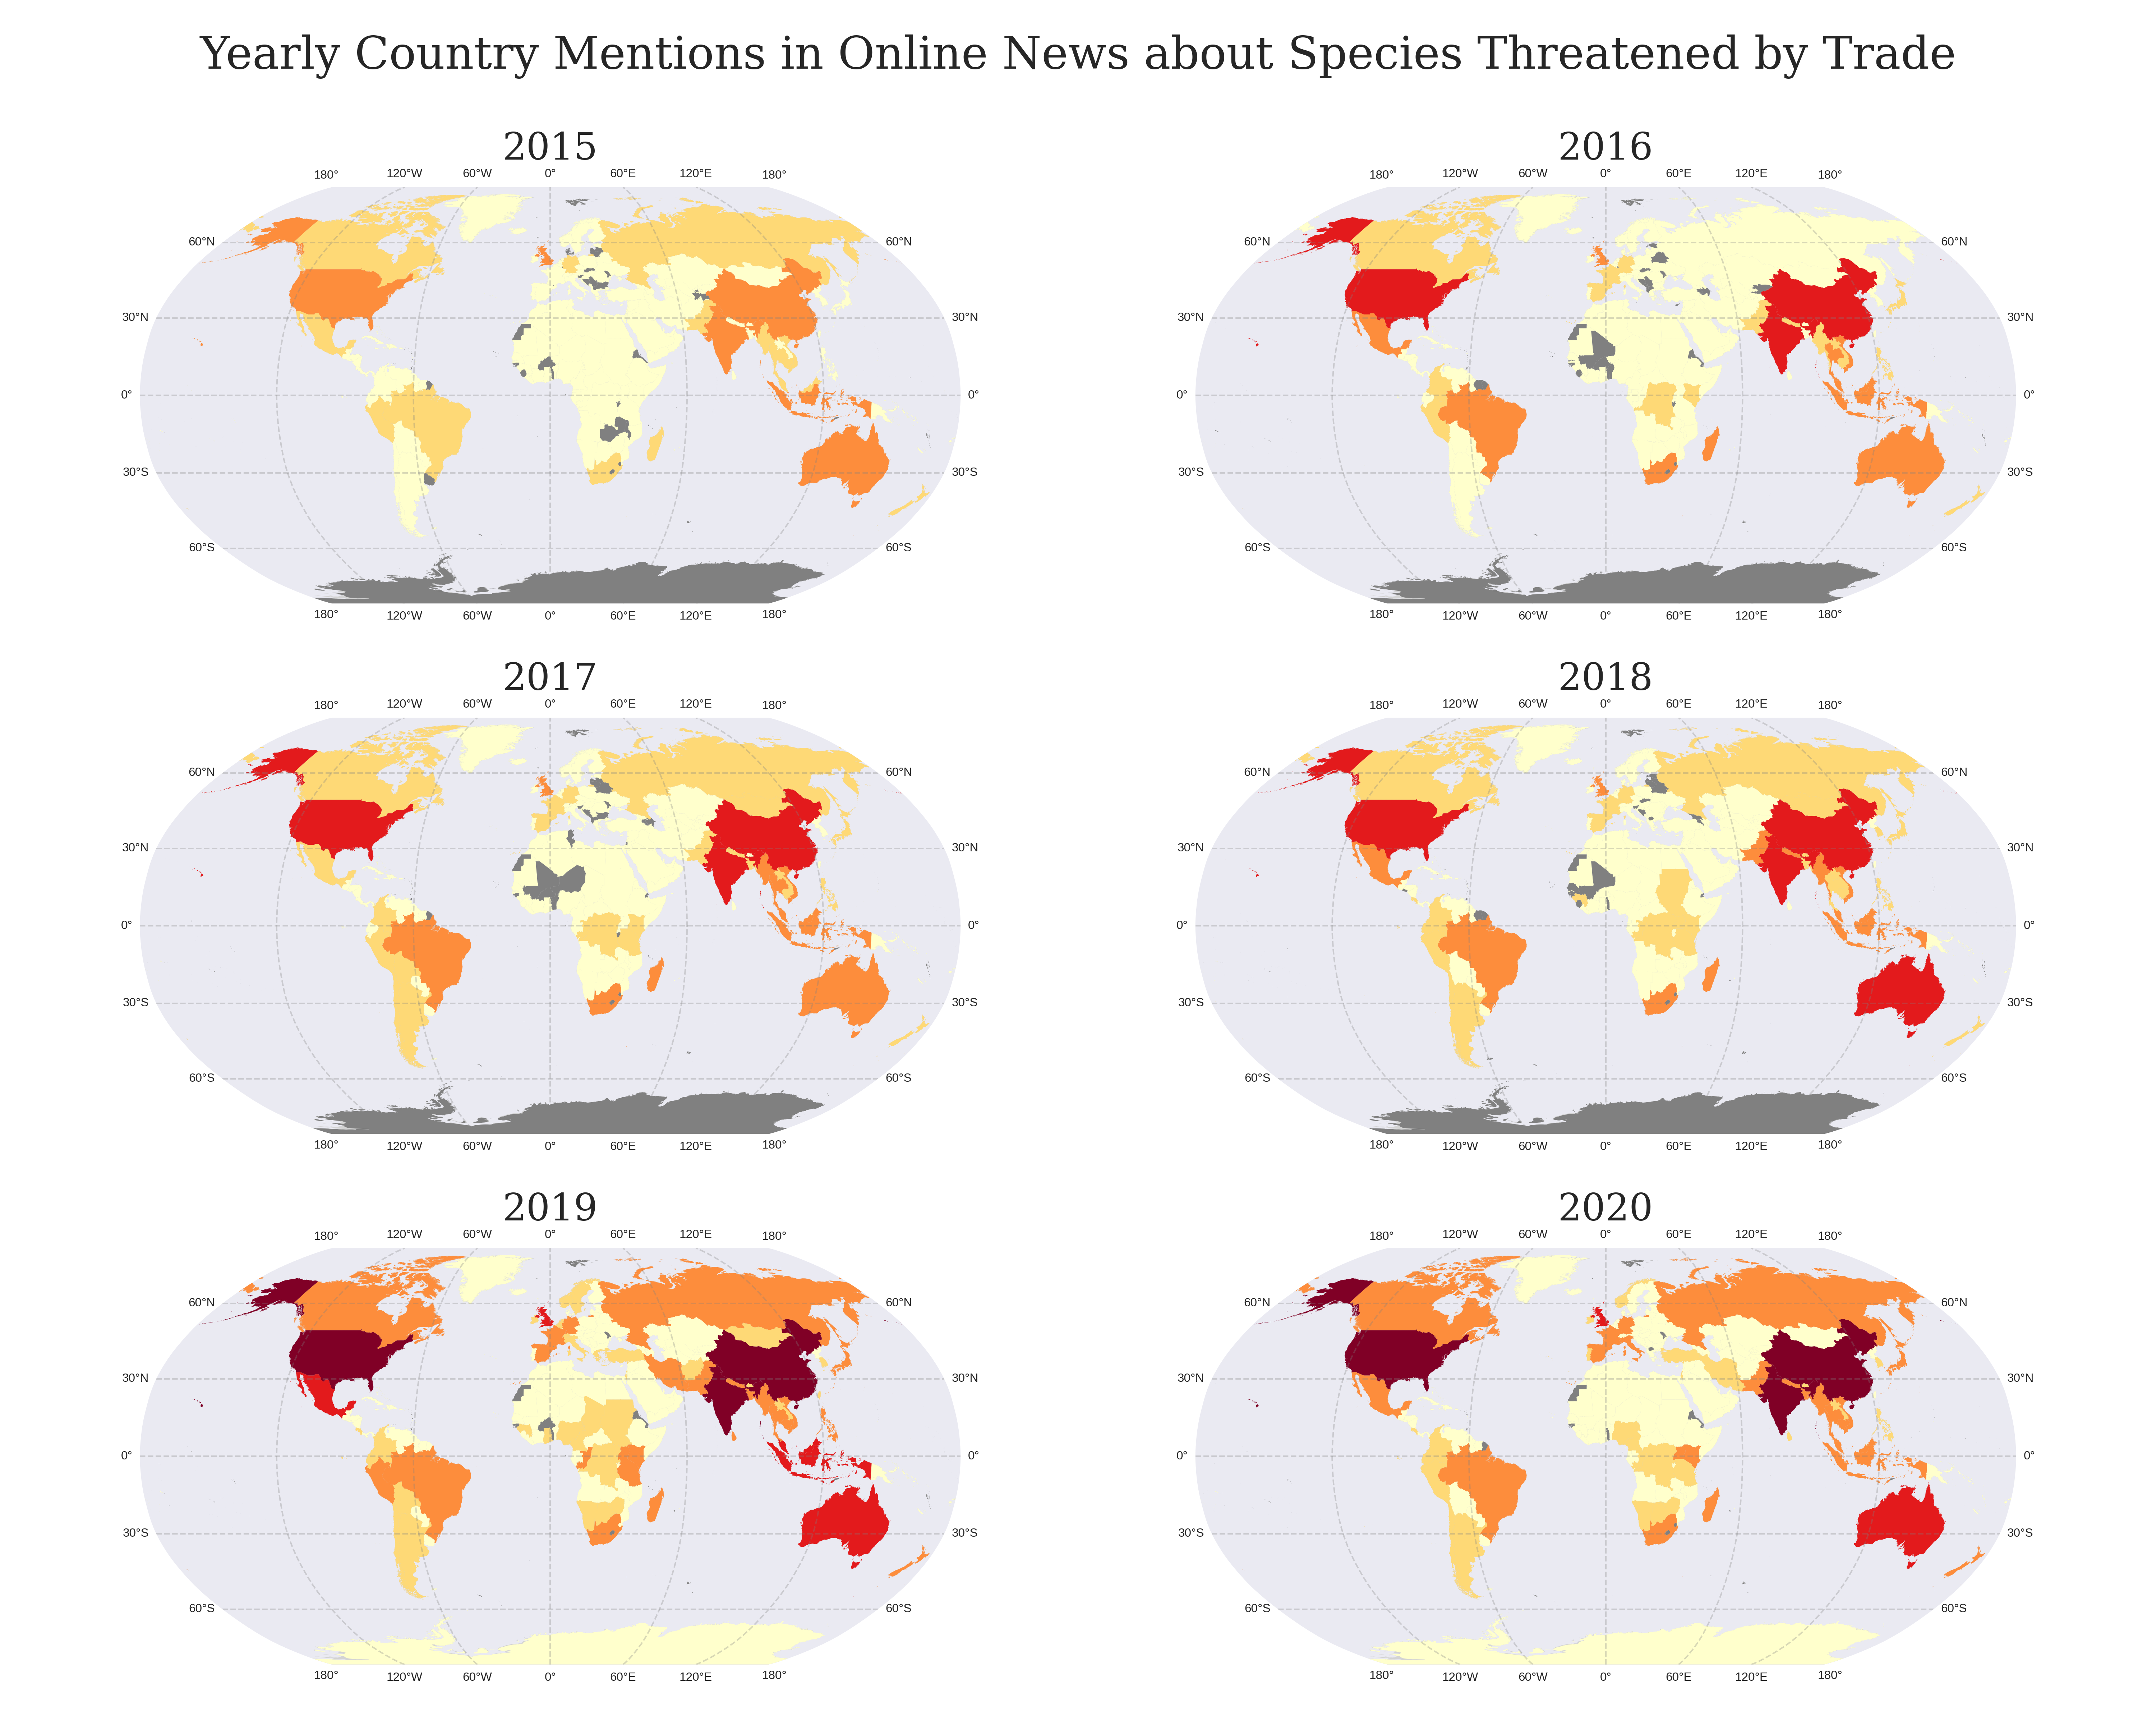 Yearly Country Mentions in Online News about Species Threatened by Trade
2015
2016
180° 120°W 60°W 0° 60°E 120°E 180°
180° 120°W 60°W 0° 60°E 120°E 180°
60°N 60°N 60°N 60°N
30°N 30°N 30°N 30°N
0° 0° 0° 0°
30°S 30°S 30°S 30°S
60°S 60°S 60°S 60°S
180° 120°W 60°W 0° 60°E 120°E 180°
180° 120°W 60°W 0° 60°E 120°E 180°
2017
2018
180° 120°W 60°W 0° 60°E 120°E 180°
180° 120°W 60°W 0° 60°E 120°E 180°
60°N 60°N 60°N 60°N
30°N 30°N 30°N 30°N
0° 0° 0° 0°
30°S 30°S 30°S 30°S
60°S 60°S 60°S 60°S
180° 120°W 60°W 0° 60°E 120°E 180°
180° 120°W 60°W 0° 60°E 120°E 180°
2019
2020
180° 120°W 60°W 0° 60°E 120°E 180°
180° 120°W 60°W 0° 60°E 120°E 180°
60°N 60°N 60°N 60°N
30°N 30°N 30°N 30°N
0° 0° 0° 0°
30°S 30°S 30°S 30°S
60°S 60°S 60°S 60°S
180° 120°W 60°W 0° 60°E 120°E 180°
180° 120°W 60°W 0° 60°E 120°E 180°